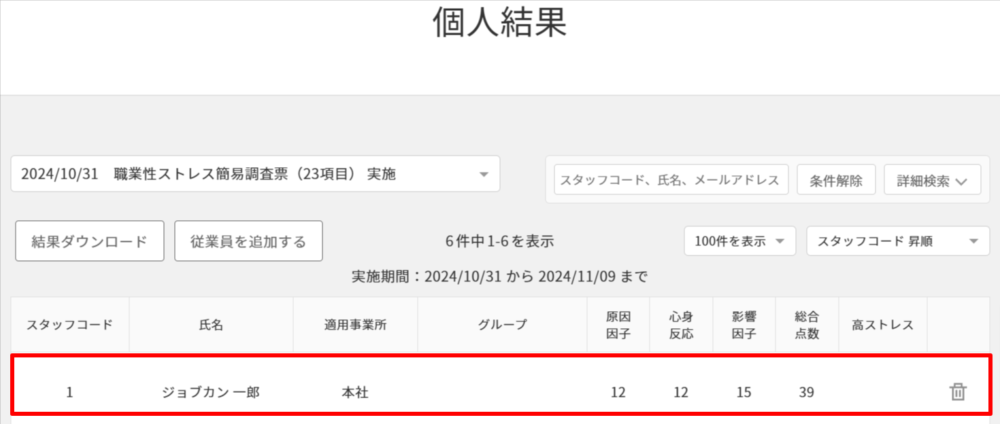 個人結果
2024/10/31　職業性ストレス簡易調査票（23項目） 実施
スタッフコード、氏名、メールアドレス
条件解除
詳細検索
結果ダウンロード
従業員を追加する
6件中1-6を表示
100件を表示
スタッフコード 昇順
実施期間：2024/10/31 から 2024/11/09 まで
スタッフコード 氏名 適用事業所 グループ 原因因子 心身反応 影響因子 総合点数 高ストレス
1 ジョブカン 一郎 本社 12 12 15 39